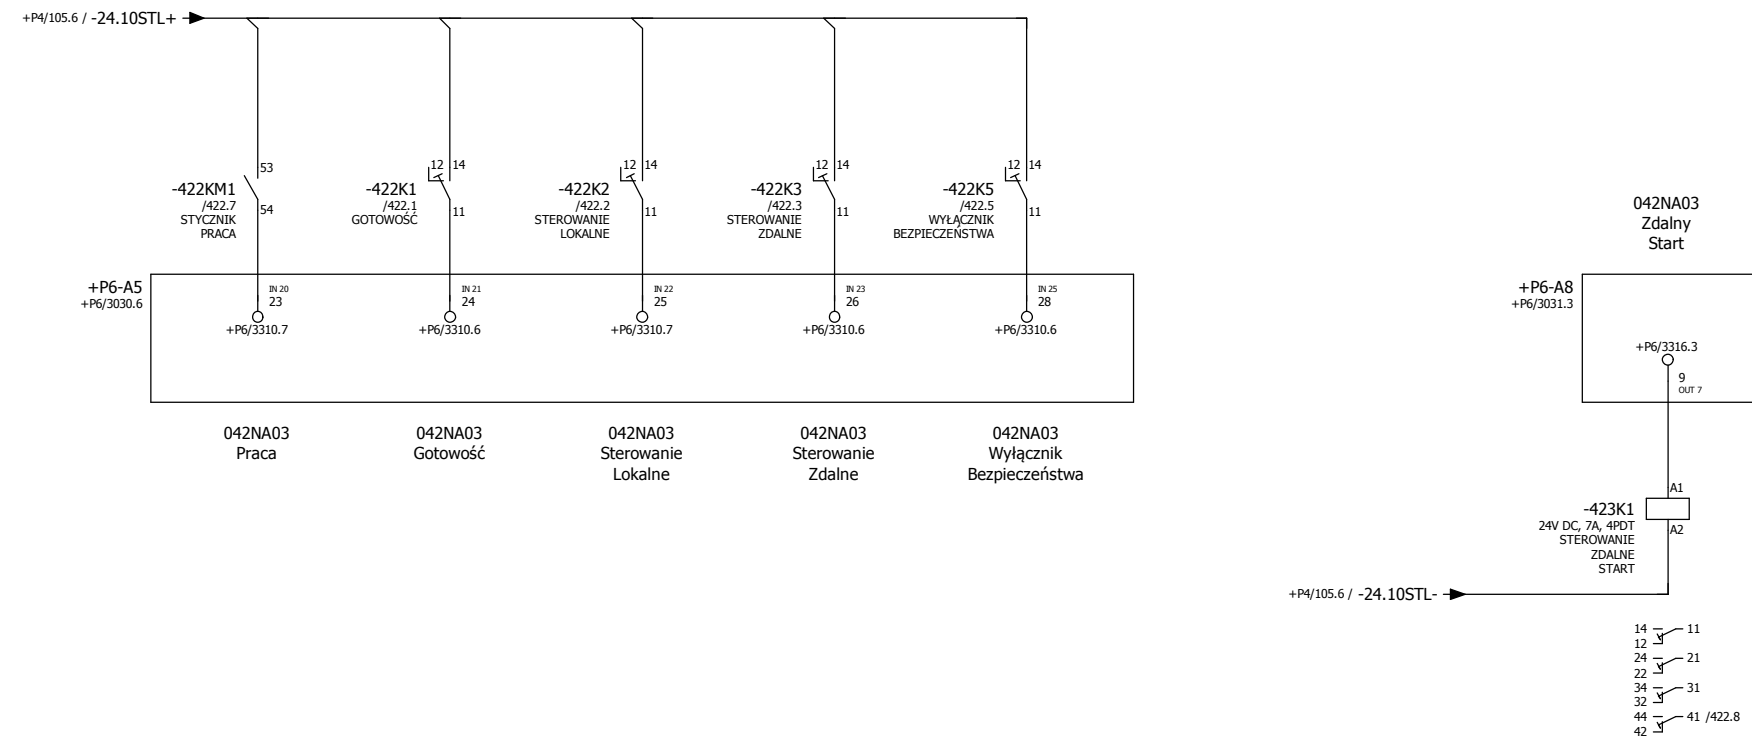 +P4/105.6 / -24.10STL+
53
-422KM1
/422.7
STYCZNIK
PRACA
54
12 14
-422K1
/422.1
GOTOWOŚĆ
11
12 14
-422K2
/422.2
STEROWANIE
LOKALNE
11
12 14
-422K3
/422.3
STEROWANIE
ZDALNE
11
12 14
-422K5
/422.5
WYŁĄCZNIK
BEZPIECZEŃSTWA
11
+P6-A5
+P6/3030.6
IN 20
23
+P6/3310.7
IN 21
24
+P6/3310.6
IN 22
25
+P6/3310.7
IN 23
26
+P6/3310.6
IN 25
28
+P6/3310.6
042NA03
Praca
042NA03
Gotowość
042NA03
Sterowanie
Lokalne
042NA03
Sterowanie
Zdalne
042NA03
Wyłącznik
Bezpieczeństwa
042NA03
Zdalny
Start
+P6-A8
+P6/3031.3
+P6/3316.3
9
OUT 7
A1
-423K1
24V DC, 7A, 4PDT
STEROWANIE
ZDALNE
START
A2
+P4/105.6 / -24.10STL-
14 11
12
24 21
22
34 31
32
44 41 /422.8
42